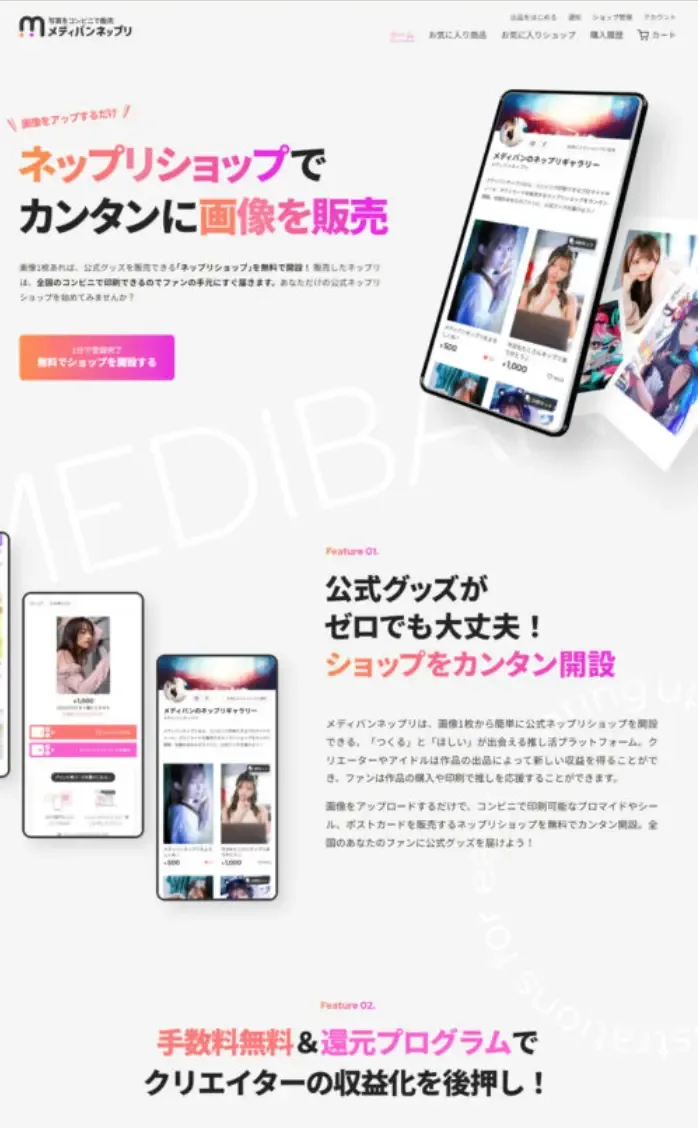 写真をコンビニで販売
メディバンネップリ
出品をはじめる 通知 ショップ管理 アカウント
ホーム お気に入り商品 お気に入りショップ 購入履歴 カート
画像をアップするだけ
ネップリショップで
カンタンに画像を販売
画像1枚あれば、公式グッズを販売できる「ネップリショップ」を無料で開設！ 販売したネップリ
は、全国のコンビニで印刷できるのでファンの手元にすぐ届きます。あなただけの公式ネップリ
ショップを始めてみませんか？
1分で登録完了
無料でショップを開設する
メディバンのネップリギャラリー
¥500
¥1,000
MEDIBA
Feature 01.
公式グッズが
ゼロでも大丈夫！
ショップをカンタン開設
メディバンネップリは、画像1枚から簡単に公式ネップリショップを開設
できる、「つくる」と「ほしい」が出会える推し活プラットフォーム。ク
リエーターやアイドルは作品の出品によって新しい収益を得ることがで
き、ファンは作品の購入や印刷で推しを応援することができます。
画像をアップロードするだけで、コンビニで印刷可能なブロマイドやシー
ル、ポストカードを販売するネップリショップを無料でカンタン開設。全
国のあなたのファンに公式グッズを届けよう！
¥1,000
メディバンのネップリギャラリー
¥500
¥1,000
strations for
Feature 02.
手数料無料＆還元プログラムで
クリエイターの収益化を後押し！